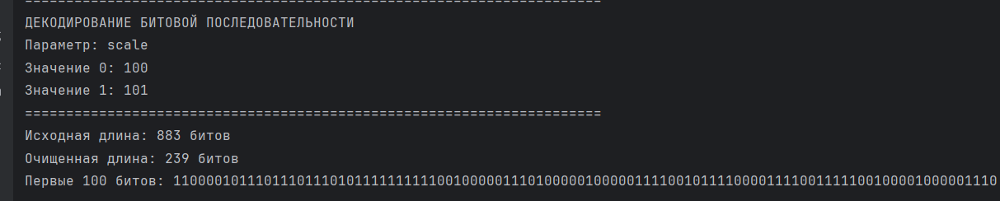 ======================================================================
ДЕКОДИРОВАНИЕ БИТОВОЙ ПОСЛЕДОВАТЕЛЬНОСТИ
Параметр: scale
Значение 0: 100
Значение 1: 101
======================================================================
Исходная длина: 883 битов
Очищенная длина: 239 битов
Первые 100 битов: 1100001011101110111010111111111100100000111010000010000011110010111100001111001111100100001000001110